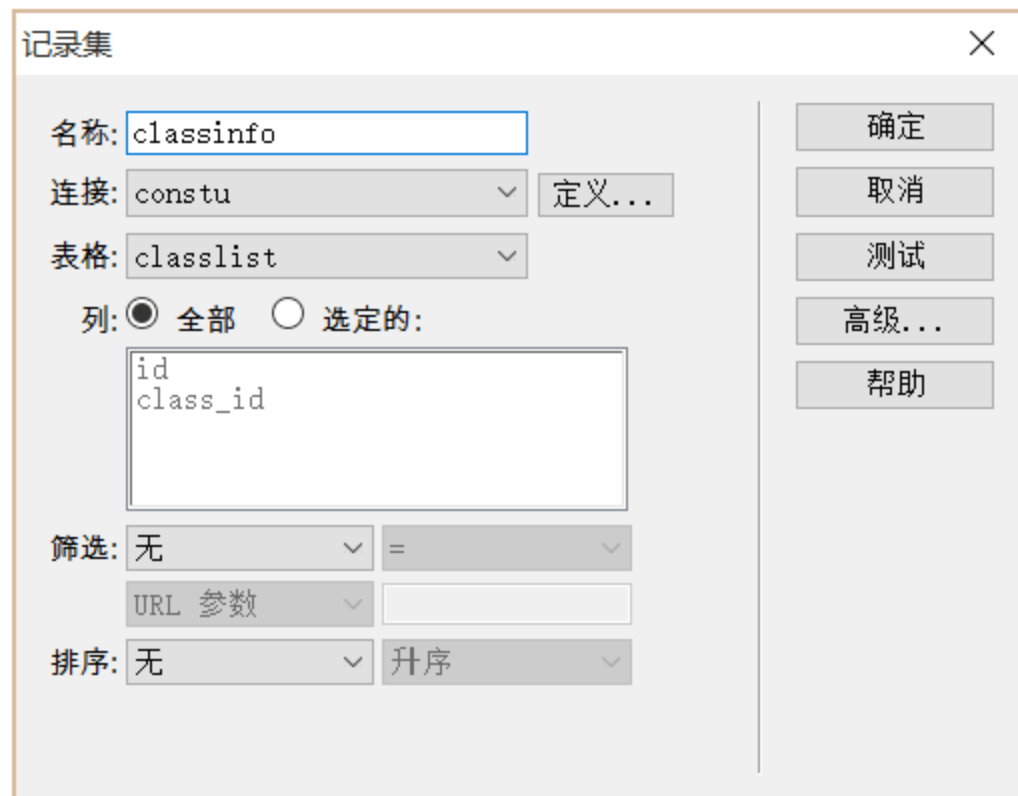 记录集
名称: classinfo
连接: constu 定义...
表格: classlist
列: 全部 选定的:
id
class_id
筛选: 无 =
URL 参数
排序: 无 升序
确定
取消
测试
高级...
帮助